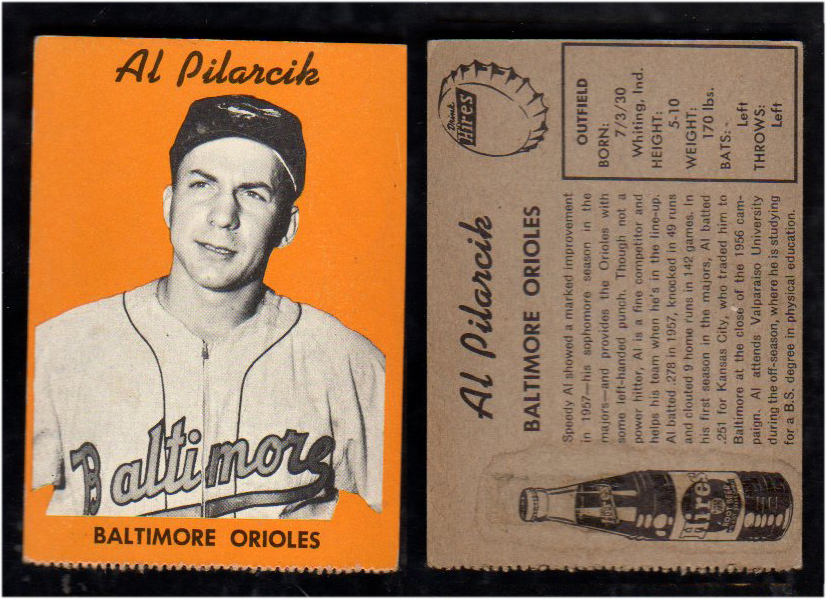 Al Pilarcik
Baltimore
BALTIMORE ORIOLES
Drink
Hires
OUTFIELD
BORN:
7/3/30
Whiting, Ind.
HEIGHT:
5-10
WEIGHT:
170 lbs.
BATS:-
Left
THROWS:
Left
Al Pilarcik
BALTIMORE ORIOLES
Speedy Al showed a marked improvement
in 1957—his sophomore season in the
majors—and provides the Orioles with
some left-handed punch. Though not a
power hitter, Al is a fine competitor and
helps his team when he's in the line-up.
Al batted .278 in 1957, knocked in 49 runs
and clouted 9 home runs in 142 games. In
his first season in the majors, Al batted
.251 for Kansas City, who traded him to
Baltimore at the close of the 1956 cam-
paign. Al attends Valparaiso University
during the off-season, where he is studying
for a B.S. degree in physical education.
Hires
ROOT BEER